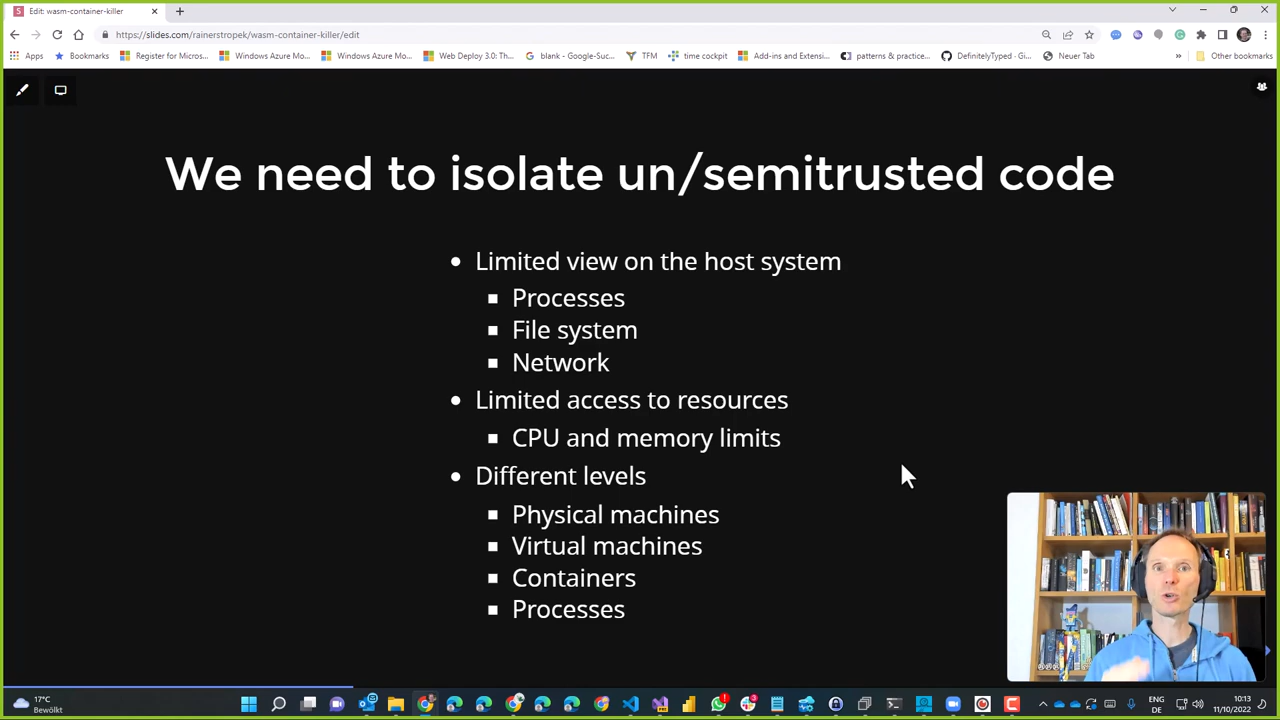 Edit: wasm-container-killer
https://slides.com/rainerstropek/wasm-container-killer/edit
Apps
Bookmarks
Register for Micros...
Windows Azure Mo...
Windows Azure Mo...
Web Deploy 3.0: Th...
blank - Google-Suc...
TFM
time cockpit
Add-ins and Extensi...
patterns & practice...
DefinitelyTyped - Gi...
Neuer Tab
»
Other bookmarks
We need to isolate un/semitrusted code
• Limited view on the host system
▪ Processes
▪ File system
▪ Network
• Limited access to resources
▪ CPU and memory limits
• Different levels
▪ Physical machines
▪ Virtual machines
▪ Containers
▪ Processes
17°C
Bewölkt
ENG
DE
10:13
11/10/2022